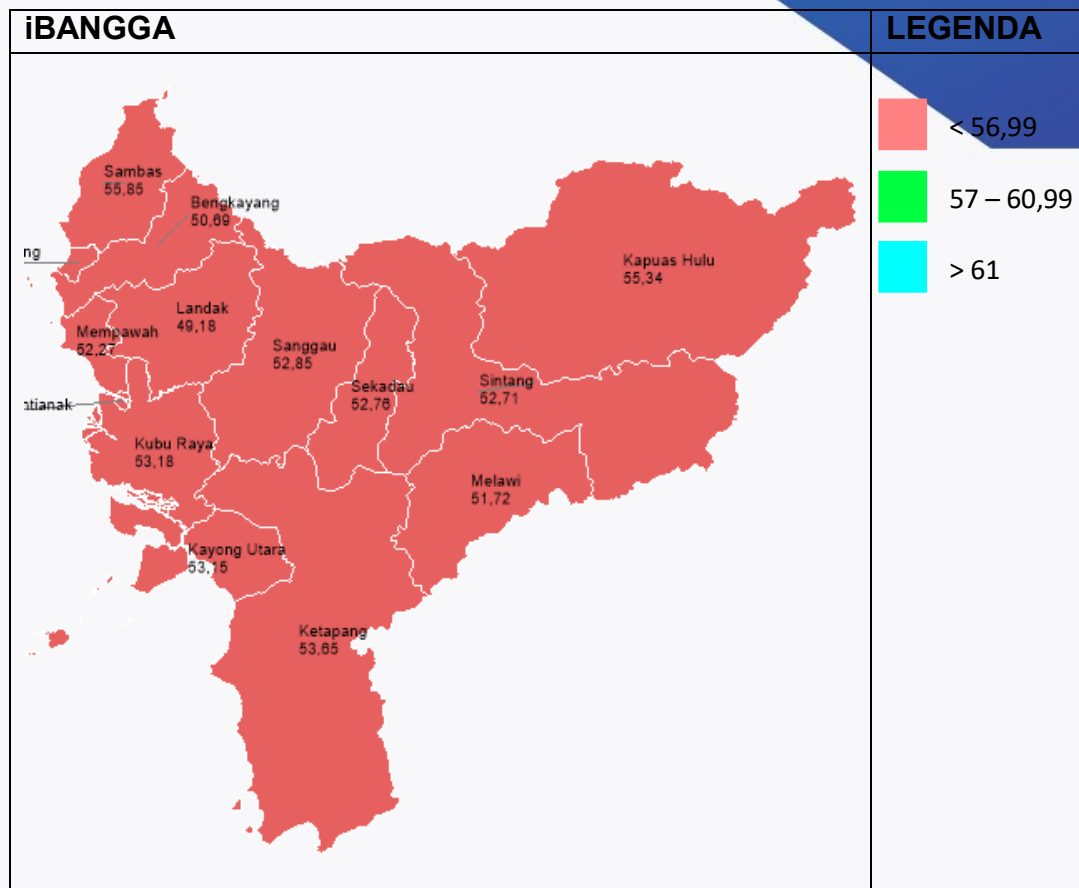 iBANGGA
LEGENDA
Sambas
55,85
Bengkayang
50,69
ng
Kapuas Hulu
55,34
Landak
49,18
Mempawah
52,27
Sanggau
52,85
Sekadau
52,76
Sintang
52,71
ntianak
Kubu Raya
53,18
Melawi
51,72
Kayong Utara
53,15
Ketapang
53,65
< 56,99
57 – 60,99
> 61